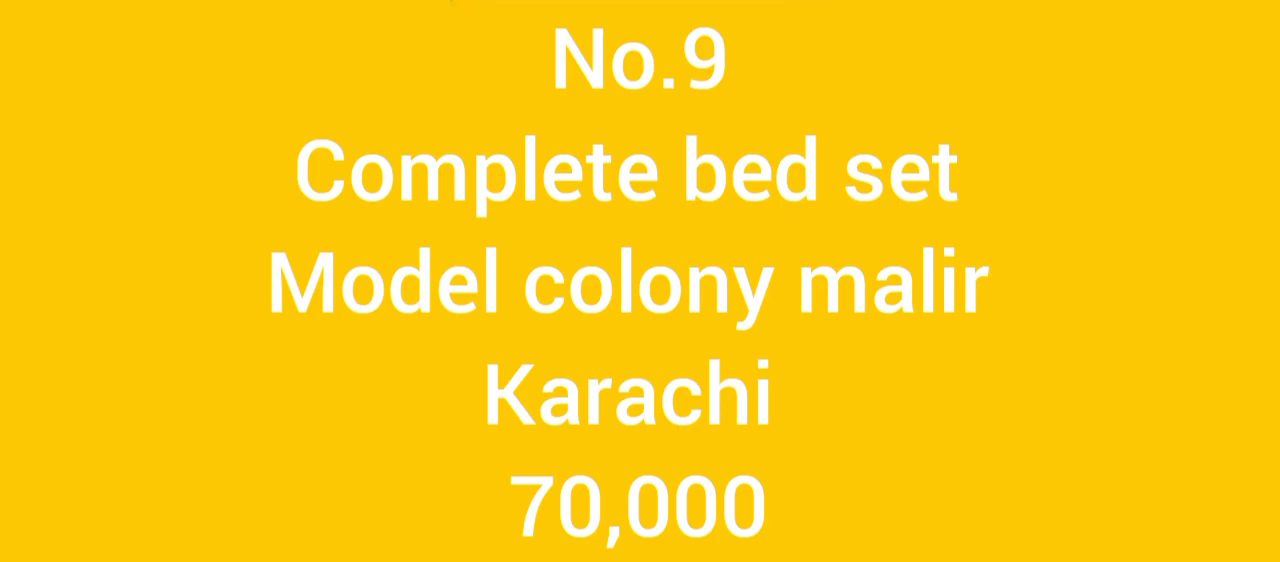 No.9
Complete bed set
Model colony malir
Karachi
70,000